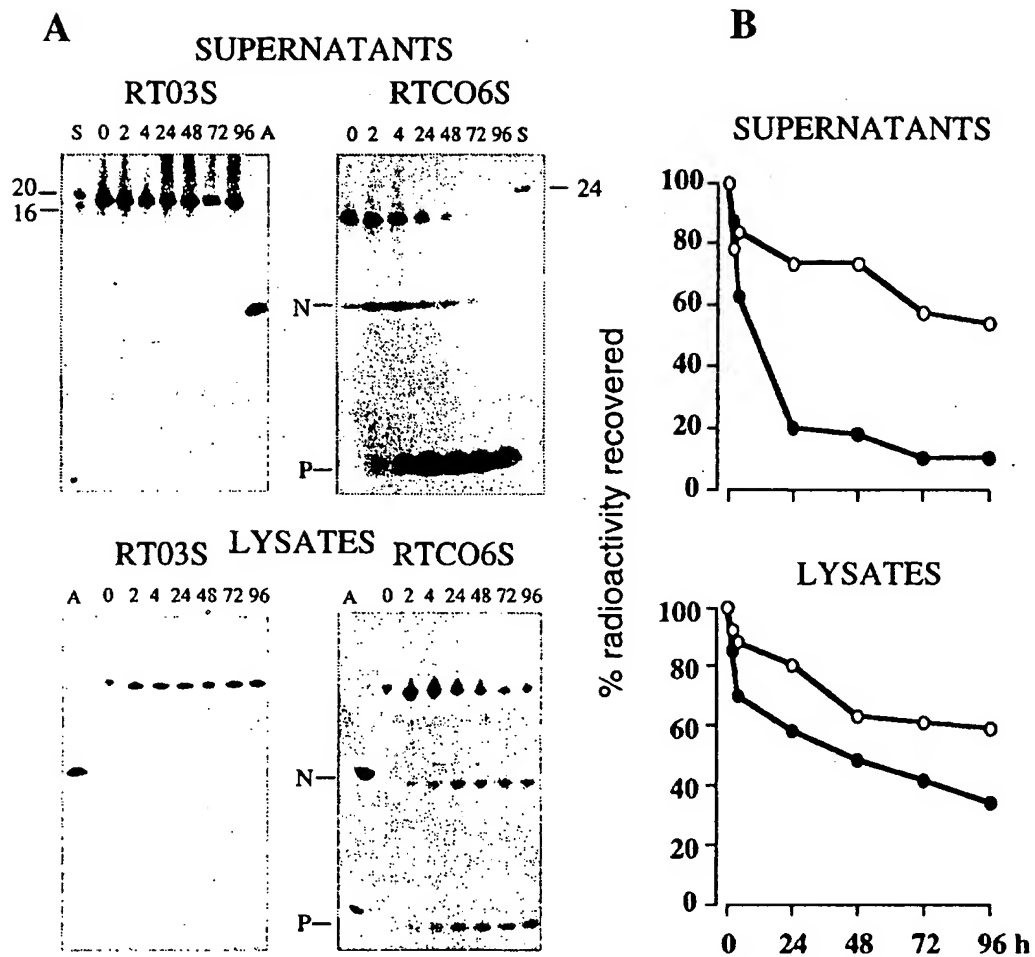 A
SUPERNATANTS
RT03S
RTCO6S
S 0 2 4 24 48 72 96 A
0 2 4 24 48 72 96 S
20
16
24
N
P
LYSATES
RT03S
RTCO6S
A 0 2 4 24 48 72 96
A 0 2 4 24 48 72 96
N
P
B
% radioactivity recovered
SUPERNATANTS
100
80
60
40
20
0
LYSATES
100
80
60
40
20
0
0 24 48 72 96 h